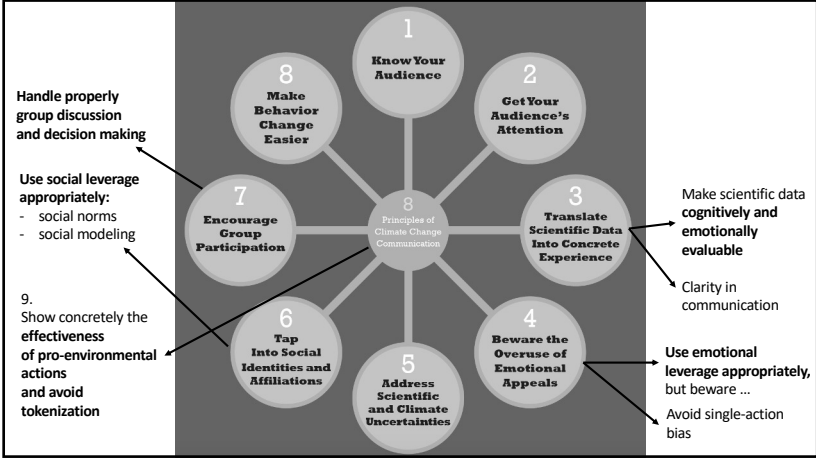 1
Know Your
Audience
2
Get Your
Audience's
Attention
3
Translate
Scientific Data
Into Concrete
Experience
4
Beware the
Overuse of
Emotional
Appeals
5
Address
Scientific
and Climate
Uncertainties
6
Tap
Into Social
Identities and
Affiliations
7
Encourage
Group
Participation
8
Make
Behavior
Change
Easier
8
Principles of
Climate Change
Communication
Handle properly
group discussion
and decision making
Use social leverage
appropriately:
- social norms
- social modeling
9.
Show concretely the
effectiveness
of pro-environmental
actions
and avoid
tokenization
Make scientific data
cognitively and
emotionally
evaluable
Clarity in
communication
Use emotional
leverage appropriately,
but beware ...
Avoid single-action
bias